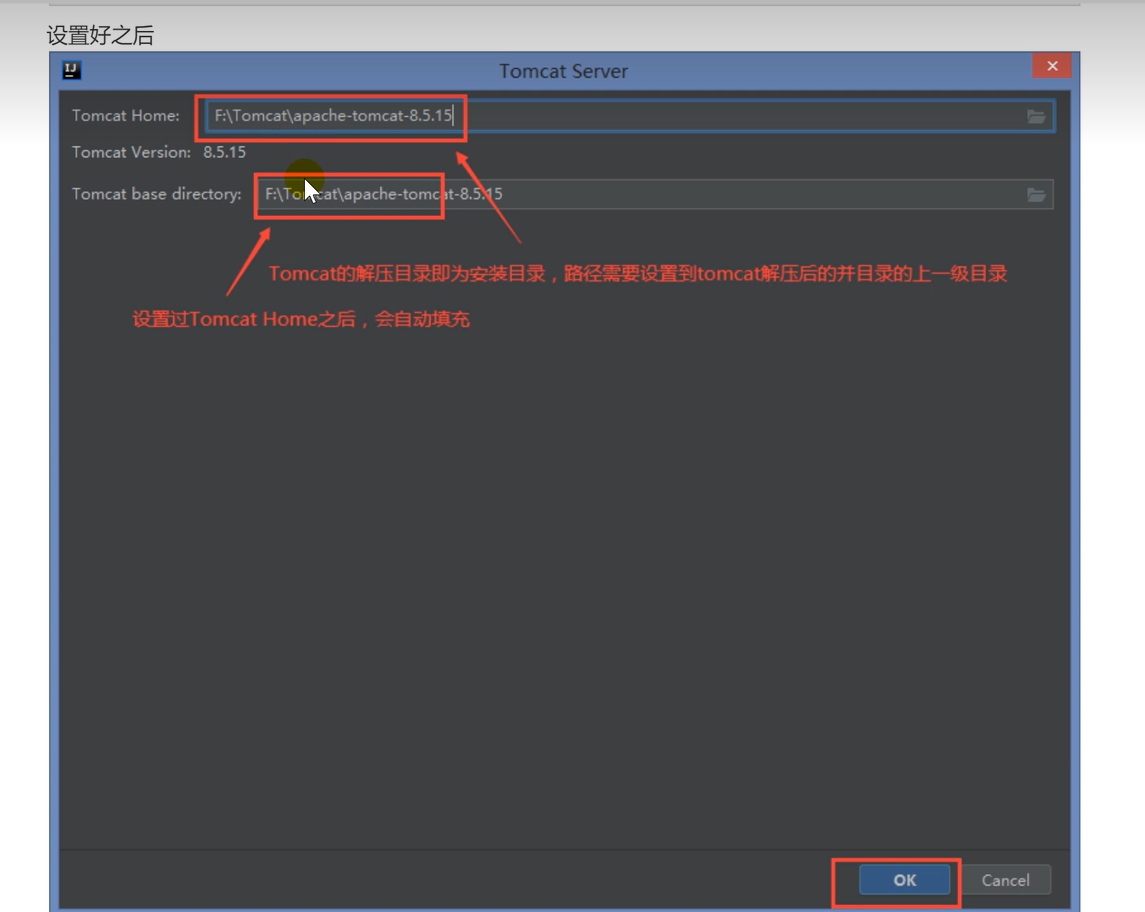 设置好之后
Tomcat Server
Tomcat Home: F:\Tomcat\apache-tomcat-8.5.15
Tomcat Version: 8.5.15
Tomcat base directory: F:\Tomcat\apache-tomcat-8.5.15
Tomcat的解压目录即为安装目录，路径需要设置到tomcat解压后的并目录的上一级目录
设置过Tomcat Home之后，会自动填充
OK Cancel